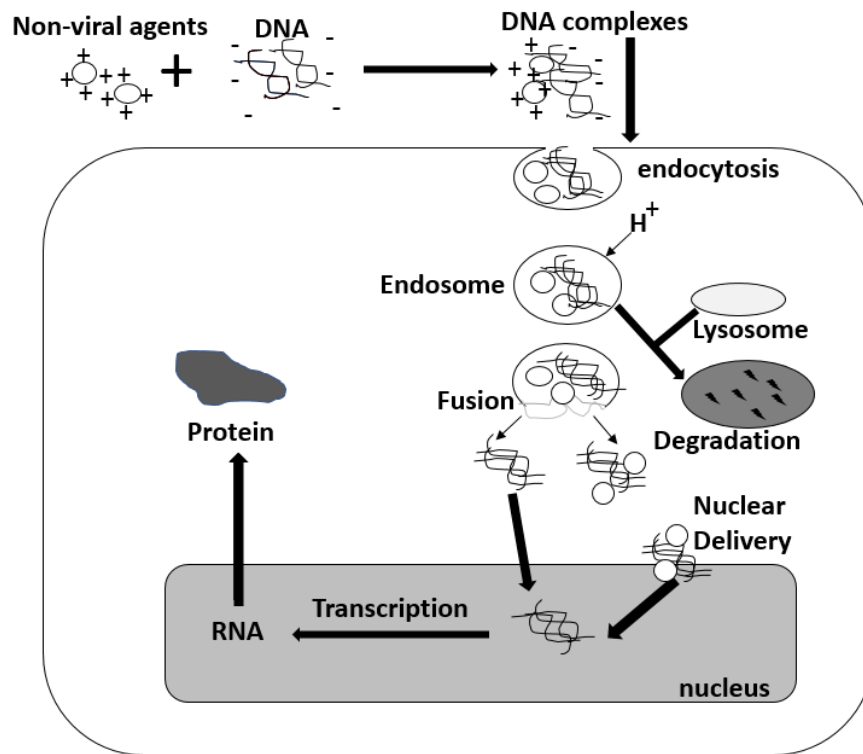 Non-viral agents
DNA
DNA complexes
+
+
+
+
+
+
+
+
+
-
-
-
-
-
+
+
+
+
+
+
-
-
-
-
endocytosis
H+
Endosome
Lysosome
Fusion
Degradation
Protein
Nuclear
Delivery
Transcription
RNA
nucleus